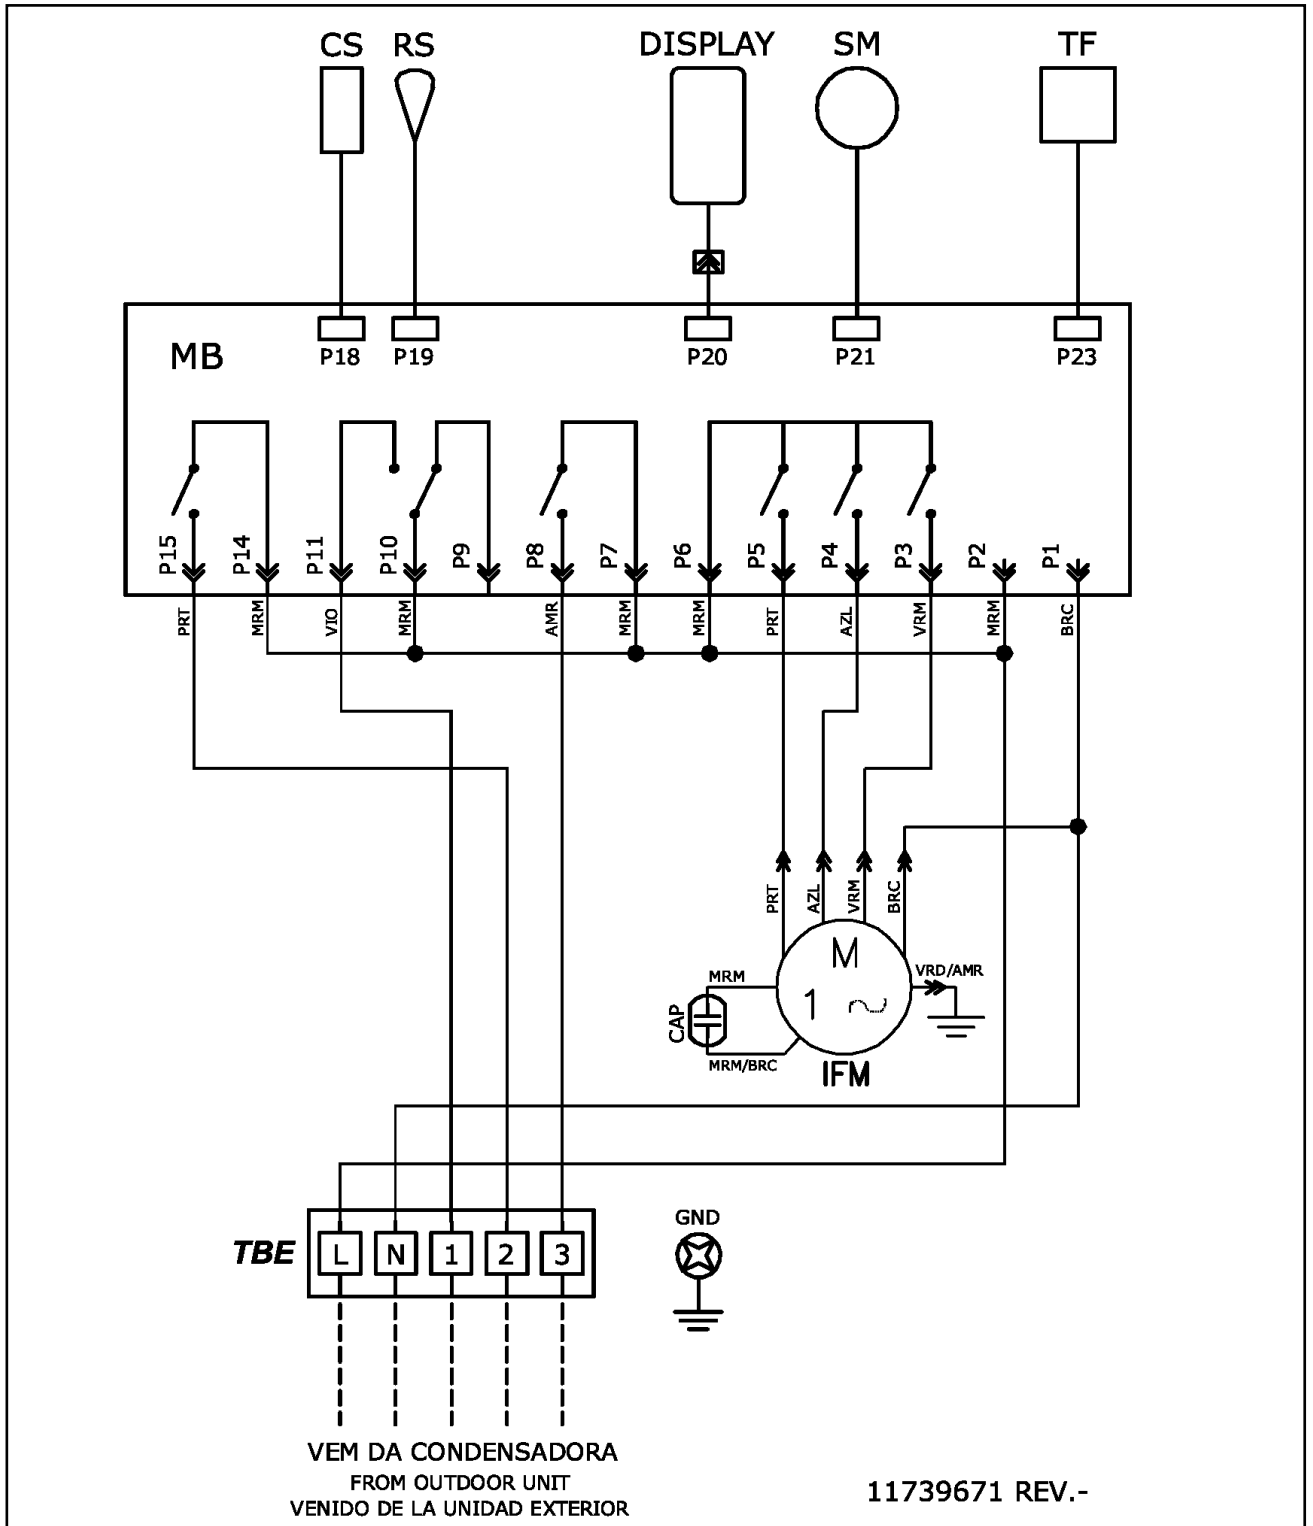 CS RS DISPLAY SM TF
MB
P18 P19 P20 P21 P23
P15 P14 P11 P10 P9 P8 P7 P6 P5 P4 P3 P2 P1
PRT MRM VIO MRM AMR MRM MRM PRT AZL VRM MRM BRC
PRT AZL VRM BRC
M
1
VRD/AMR
MRM
CAP
MRM/BRC
IFM
TBE L N 1 2 3
GND
VEM DA CONDENSADORA
FROM OUTDOOR UNIT
VENIDO DE LA UNIDAD EXTERIOR
11739671 REV.-